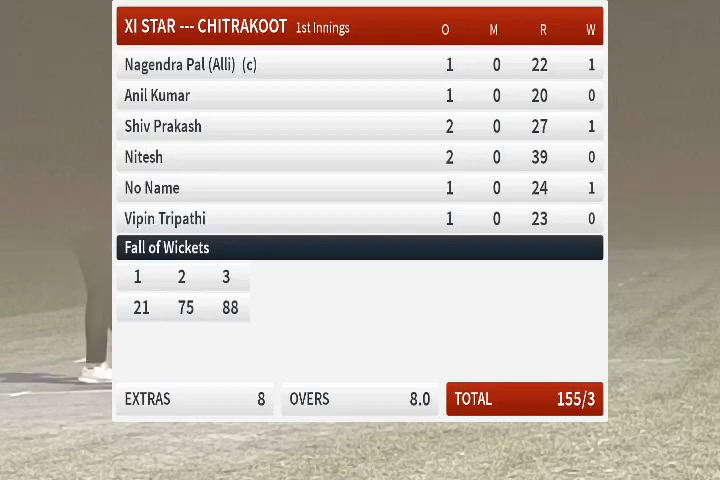 XI STAR --- CHITRAKOOT 1st Innings O M R W
Nagendra Pal (Alli) (c) 1 0 22 1
Anil Kumar 1 0 20 0
Shiv Prakash 2 0 27 1
Nitesh 2 0 39 0
No Name 1 0 24 1
Vipin Tripathi 1 0 23 0
Fall of Wickets
1 2 3
21 75 88
EXTRAS 8 OVERS 8.0 TOTAL 155/3